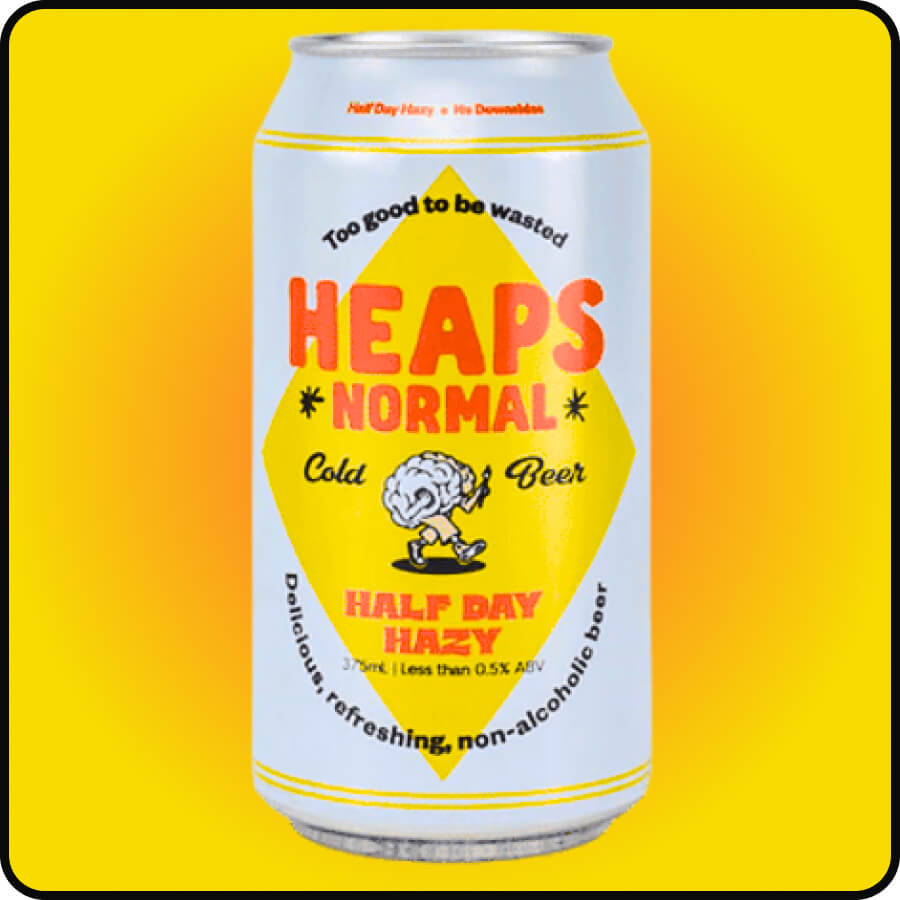 Half Day Hazy • No Downsides
Too good to be wasted
HEAPS
* NORMAL *
Cold Beer
HALF DAY
HAZY
375mL | Less than 0.5% ABV
Delicious, refreshing, non-alcoholic beer